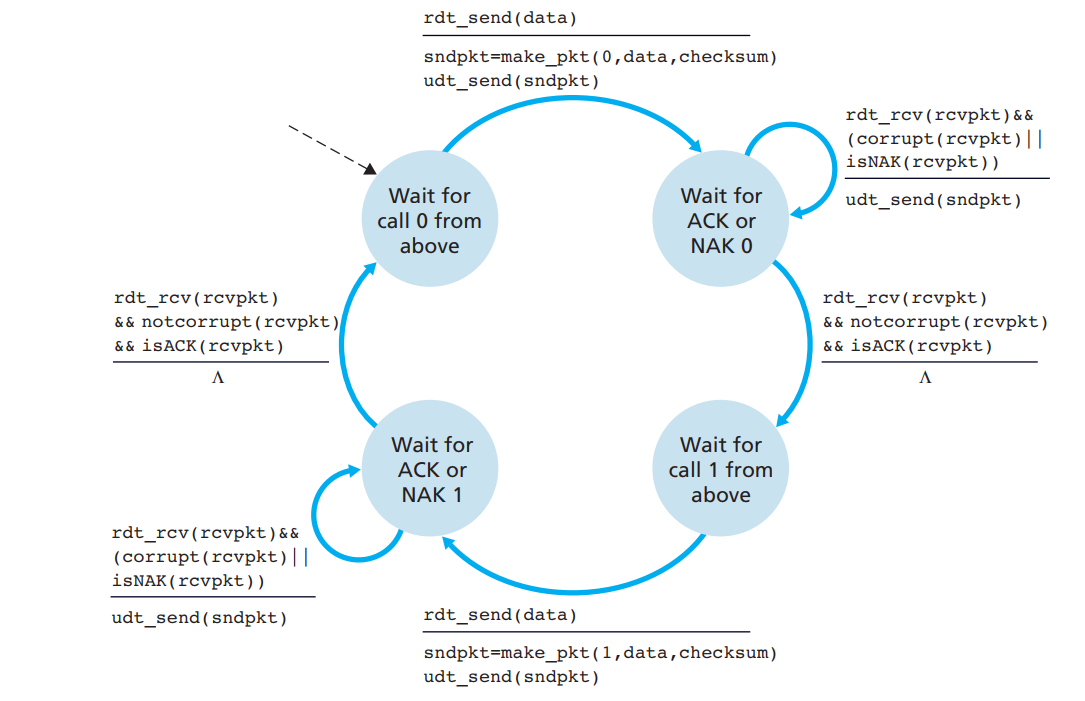 rdt_send(data)
sndpkt=make_pkt(0,data,checksum)
udt_send(sndpkt)
rdt_rcv(rcvpkt)&&
(corrupt(rcvpkt)||
isNAK(rcvpkt))
udt_send(sndpkt)
Wait for
call 0 from
above
Wait for
ACK or
NAK 0
rdt_rcv(rcvpkt)
&& notcorrupt(rcvpkt)
&& isACK(rcvpkt)
Λ
rdt_rcv(rcvpkt)
&& notcorrupt(rcvpkt)
&& isACK(rcvpkt)
Λ
Wait for
ACK or
NAK 1
Wait for
call 1 from
above
rdt_rcv(rcvpkt)&&
(corrupt(rcvpkt)||
isNAK(rcvpkt))
udt_send(sndpkt)
rdt_send(data)
sndpkt=make_pkt(1,data,checksum)
udt_send(sndpkt)